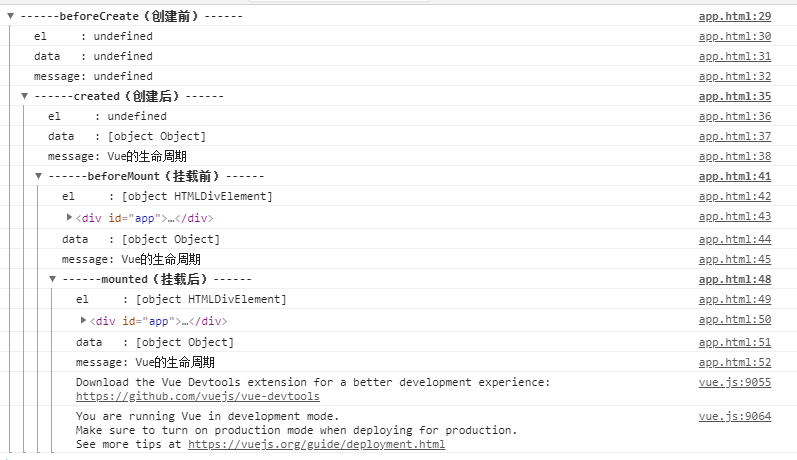 ------beforeCreate（创建前）------ app.html:29
el     : undefined app.html:30
data   : undefined app.html:31
message: undefined app.html:32
------created（创建后）------ app.html:35
el     : undefined app.html:36
data   : [object Object] app.html:37
message: Vue的生命周期 app.html:38
------beforeMount（挂载前）------ app.html:41
el     : [object HTMLDivElement] app.html:42
<div id="app">…</div> app.html:43
data   : [object Object] app.html:44
message: Vue的生命周期 app.html:45
------mounted（挂载后）------ app.html:48
el     : [object HTMLDivElement] app.html:49
<div id="app">…</div> app.html:50
data   : [object Object] app.html:51
message: Vue的生命周期 app.html:52
Download the Vue Devtools extension for a better development experience: vue.js:9055
https://github.com/vuejs/vue-devtools
You are running Vue in development mode. vue.js:9064
Make sure to turn on production mode when deploying for production.
See more tips at https://vuejs.org/guide/deployment.html